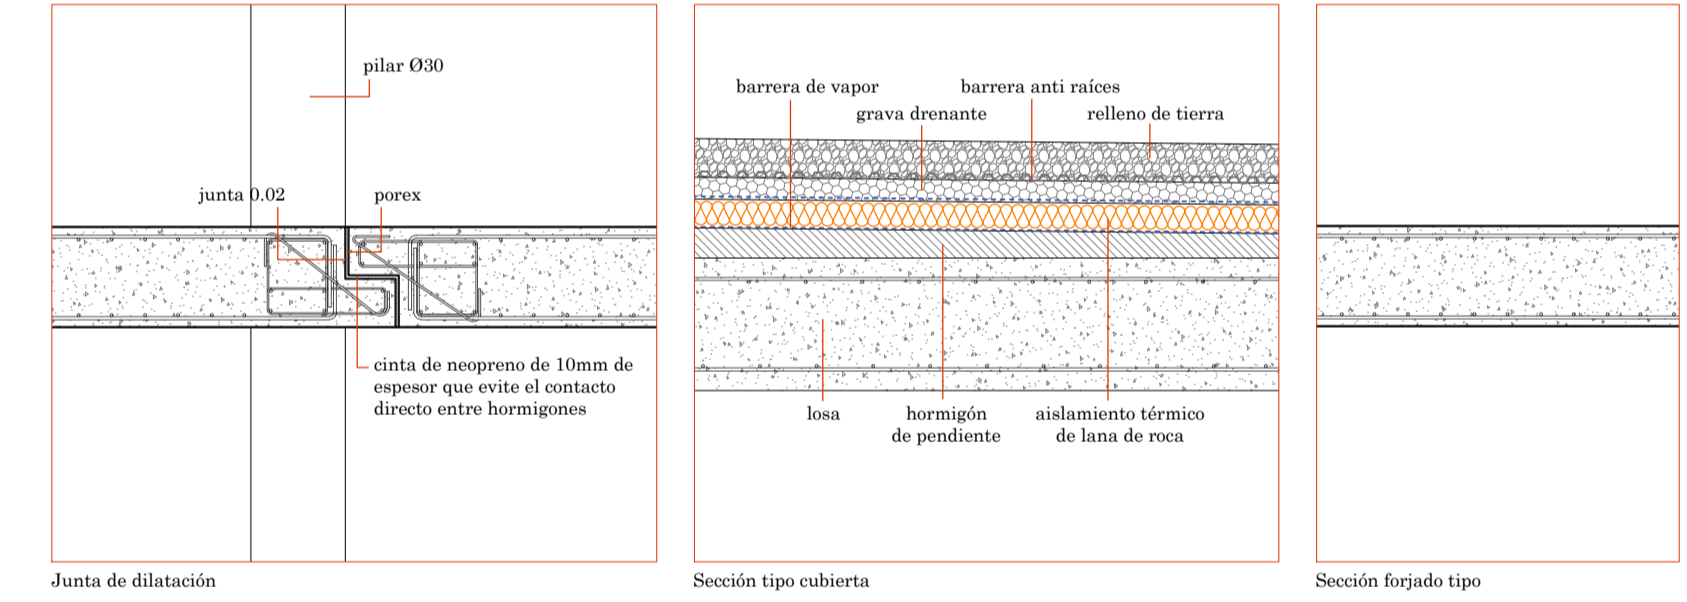 pilar Ø30
junta 0.02
porex
cinta de neopreno de 10mm de
espesor que evite el contacto
directo entre hormigones
Junta de dilatación
barrera de vapor
barrera anti raíces
grava drenante
relleno de tierra
losa
hormigón
de pendiente
aislamiento térmico
de lana de roca
Sección tipo cubierta
Sección forjado tipo